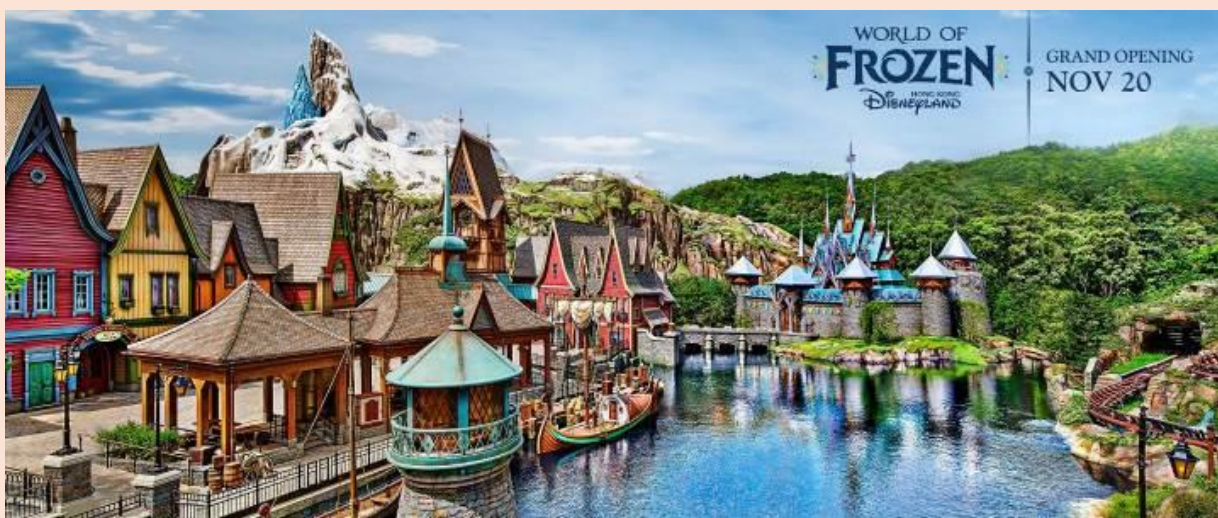 WORLD OF
FROZEN
HONG KONG
DISNEYLAND
GRAND OPENING
NOV 20